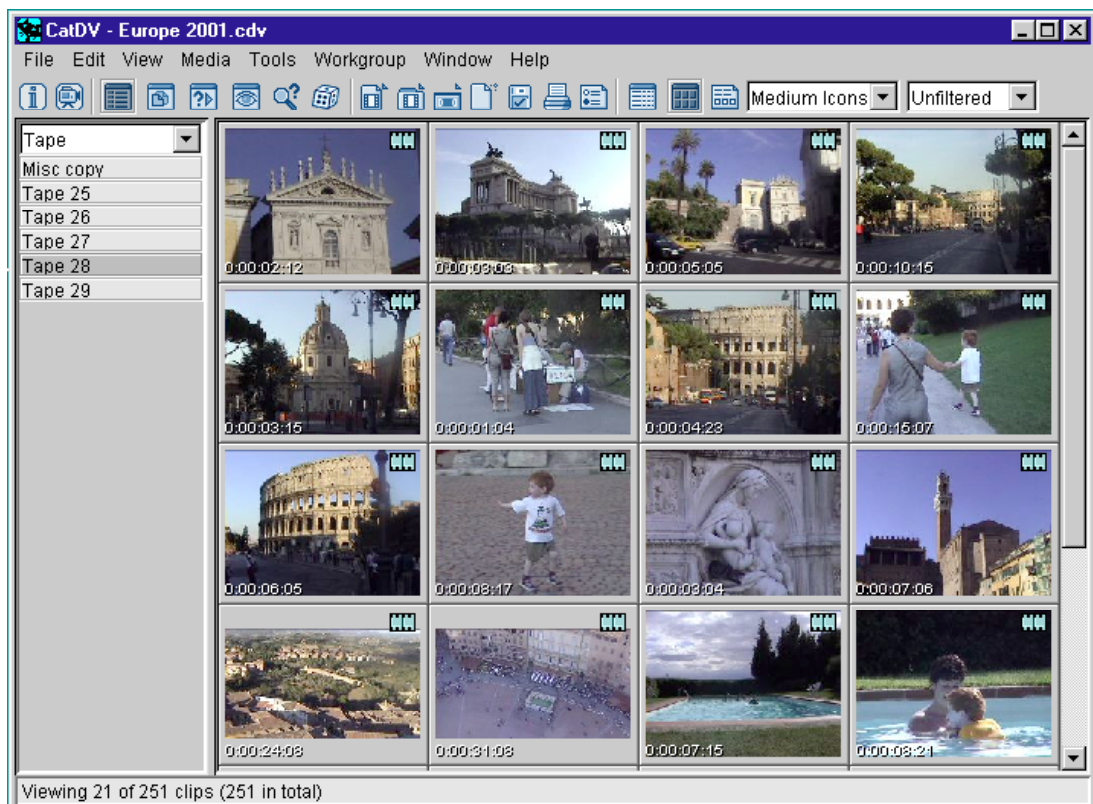 CatDV - Europe 2001.cdv
File Edit View Media Tools Workgroup Window Help
Medium Icons Unfiltered
Tape
Misc copy
Tape 25
Tape 26
Tape 27
Tape 28
Tape 29
0:00:02:12 0:00:03:03 0:00:05:05 0:00:10:15
0:00:03:15 0:00:01:04 0:00:04:23 0:00:15:07
0:00:06:05 0:00:08:17 0:00:03:04 0:00:07:06
0:00:24:08 0:00:31:08 0:00:07:15 0:00:08:21
Viewing 21 of 251 clips (251 in total)